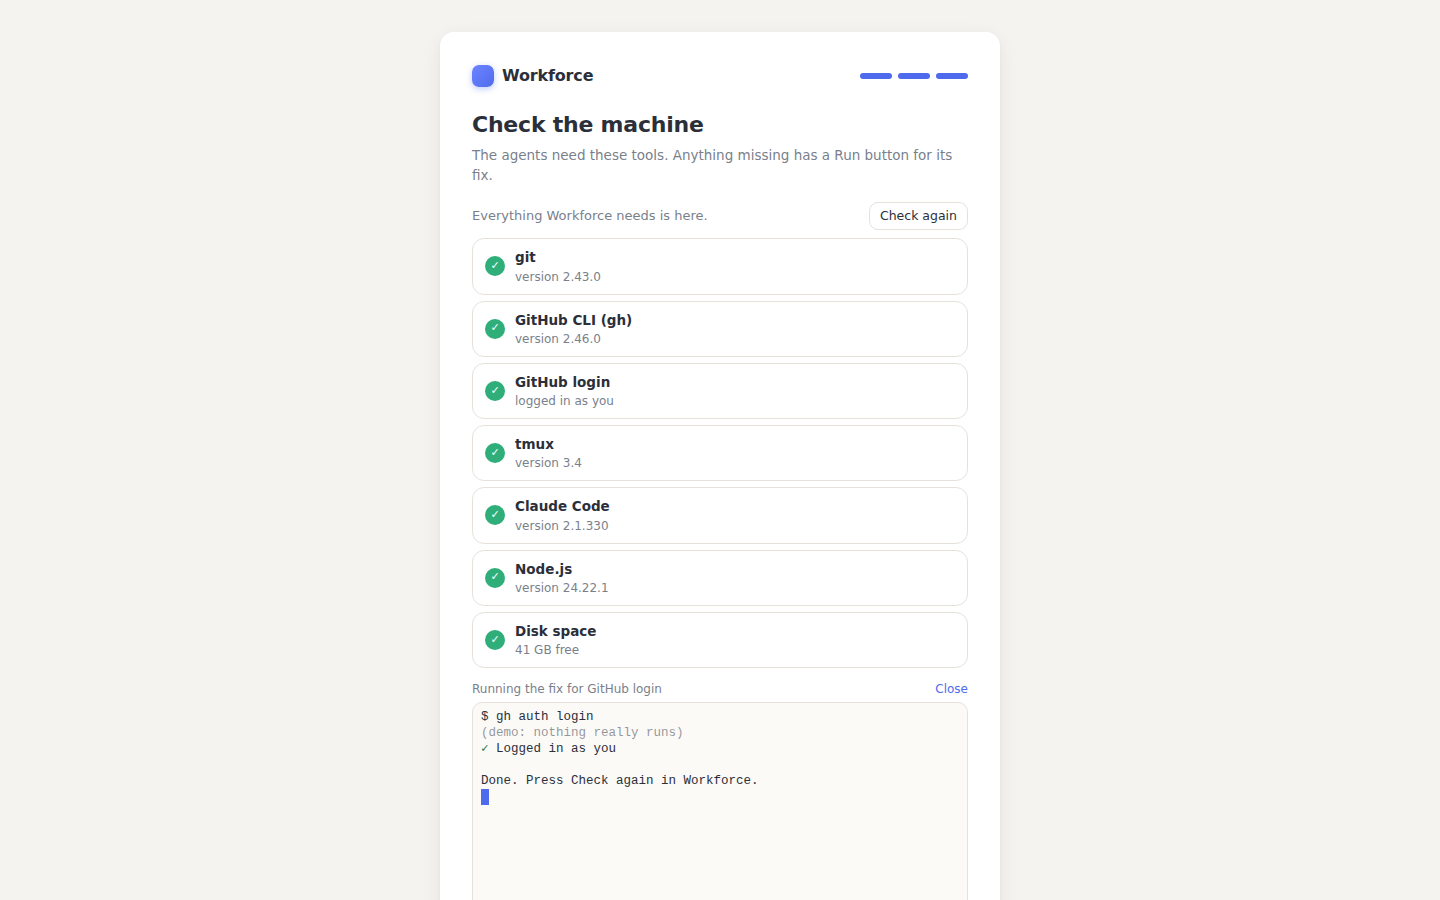 Workforce
Check the machine
The agents need these tools. Anything missing has a Run button for its
fix.
Everything Workforce needs is here.
Check again
✓
git
version 2.43.0
✓
GitHub CLI (gh)
version 2.46.0
✓
GitHub login
logged in as you
✓
tmux
version 3.4
✓
Claude Code
version 2.1.330
✓
Node.js
version 24.22.1
✓
Disk space
41 GB free
Running the fix for GitHub login
Close
$ gh auth login
(demo: nothing really runs)
✓ Logged in as you
Done. Press Check again in Workforce.